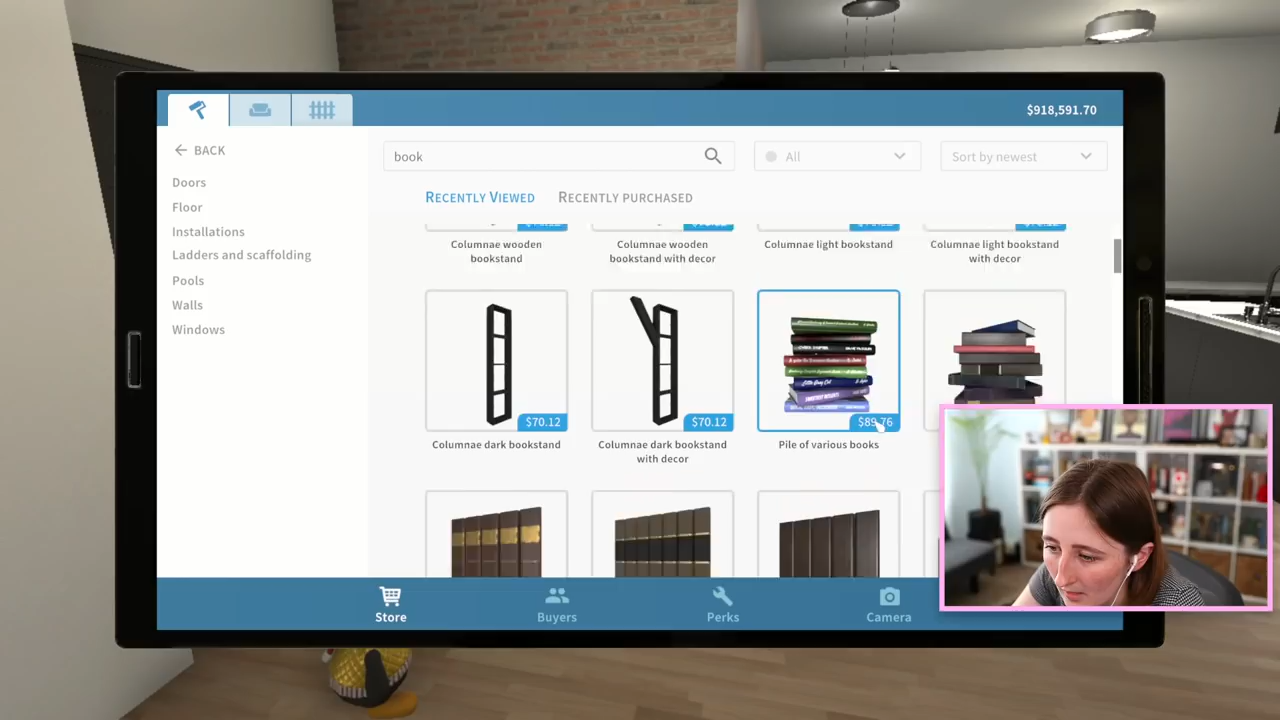 $918,591.70
BACK
Doors
Floor
Installations
Ladders and scaffolding
Pools
Walls
Windows
book
All
Sort by newest
RECENTLY VIEWED
RECENTLY PURCHASED
Columnae wooden
bookstand
Columnae wooden
bookstand with decor
Columnae light bookstand
Columnae light bookstand
with decor
$70.12
Columnae dark bookstand
$70.12
Columnae dark bookstand
with decor
$89.76
Pile of various books
Store
Buyers
Perks
Camera